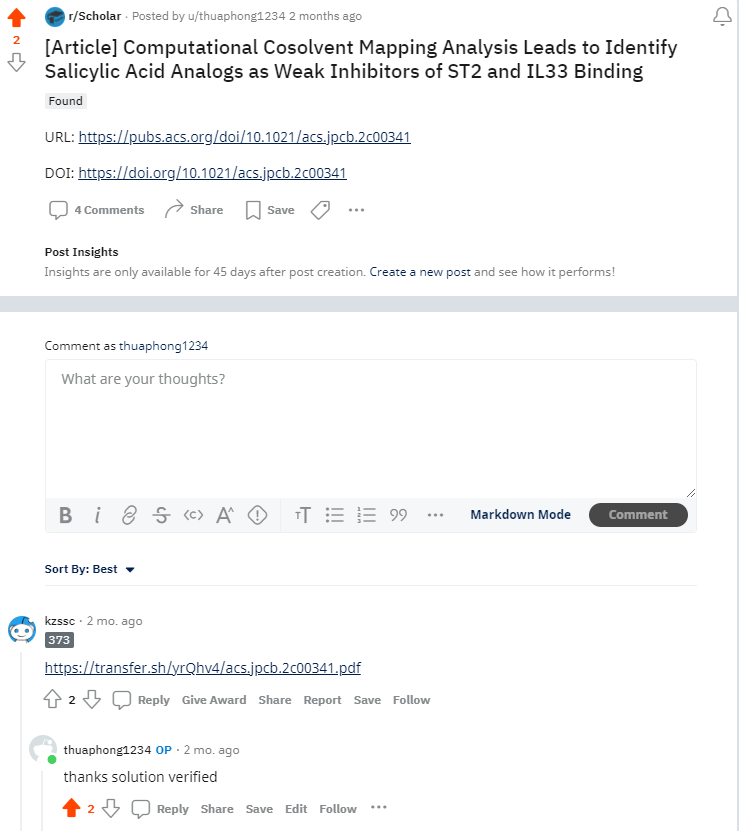 r/Scholar · Posted by u/thuaphong1234 2 months ago
2
[Article] Computational Cosolvent Mapping Analysis Leads to Identify
Salicylic Acid Analogs as Weak Inhibitors of ST2 and IL33 Binding
Found
URL: https://pubs.acs.org/doi/10.1021/acs.jpcb.2c00341
DOI: https://doi.org/10.1021/acs.jpcb.2c00341
4 Comments Share Save ...
Post Insights
Insights are only available for 45 days after post creation. Create a new post and see how it performs!
Comment as thuaphong1234
What are your thoughts?
B i S <c> A^ ! TT 1 2 3 99 ... Markdown Mode Comment
Sort By: Best
kzssc · 2 mo. ago
373
https://transfer.sh/yrQhv4/acs.jpcb.2c00341.pdf
2 Reply Give Award Share Report Save Follow
thuaphong1234 OP · 2 mo. ago
thanks solution verified
2 Reply Share Save Edit Follow ...